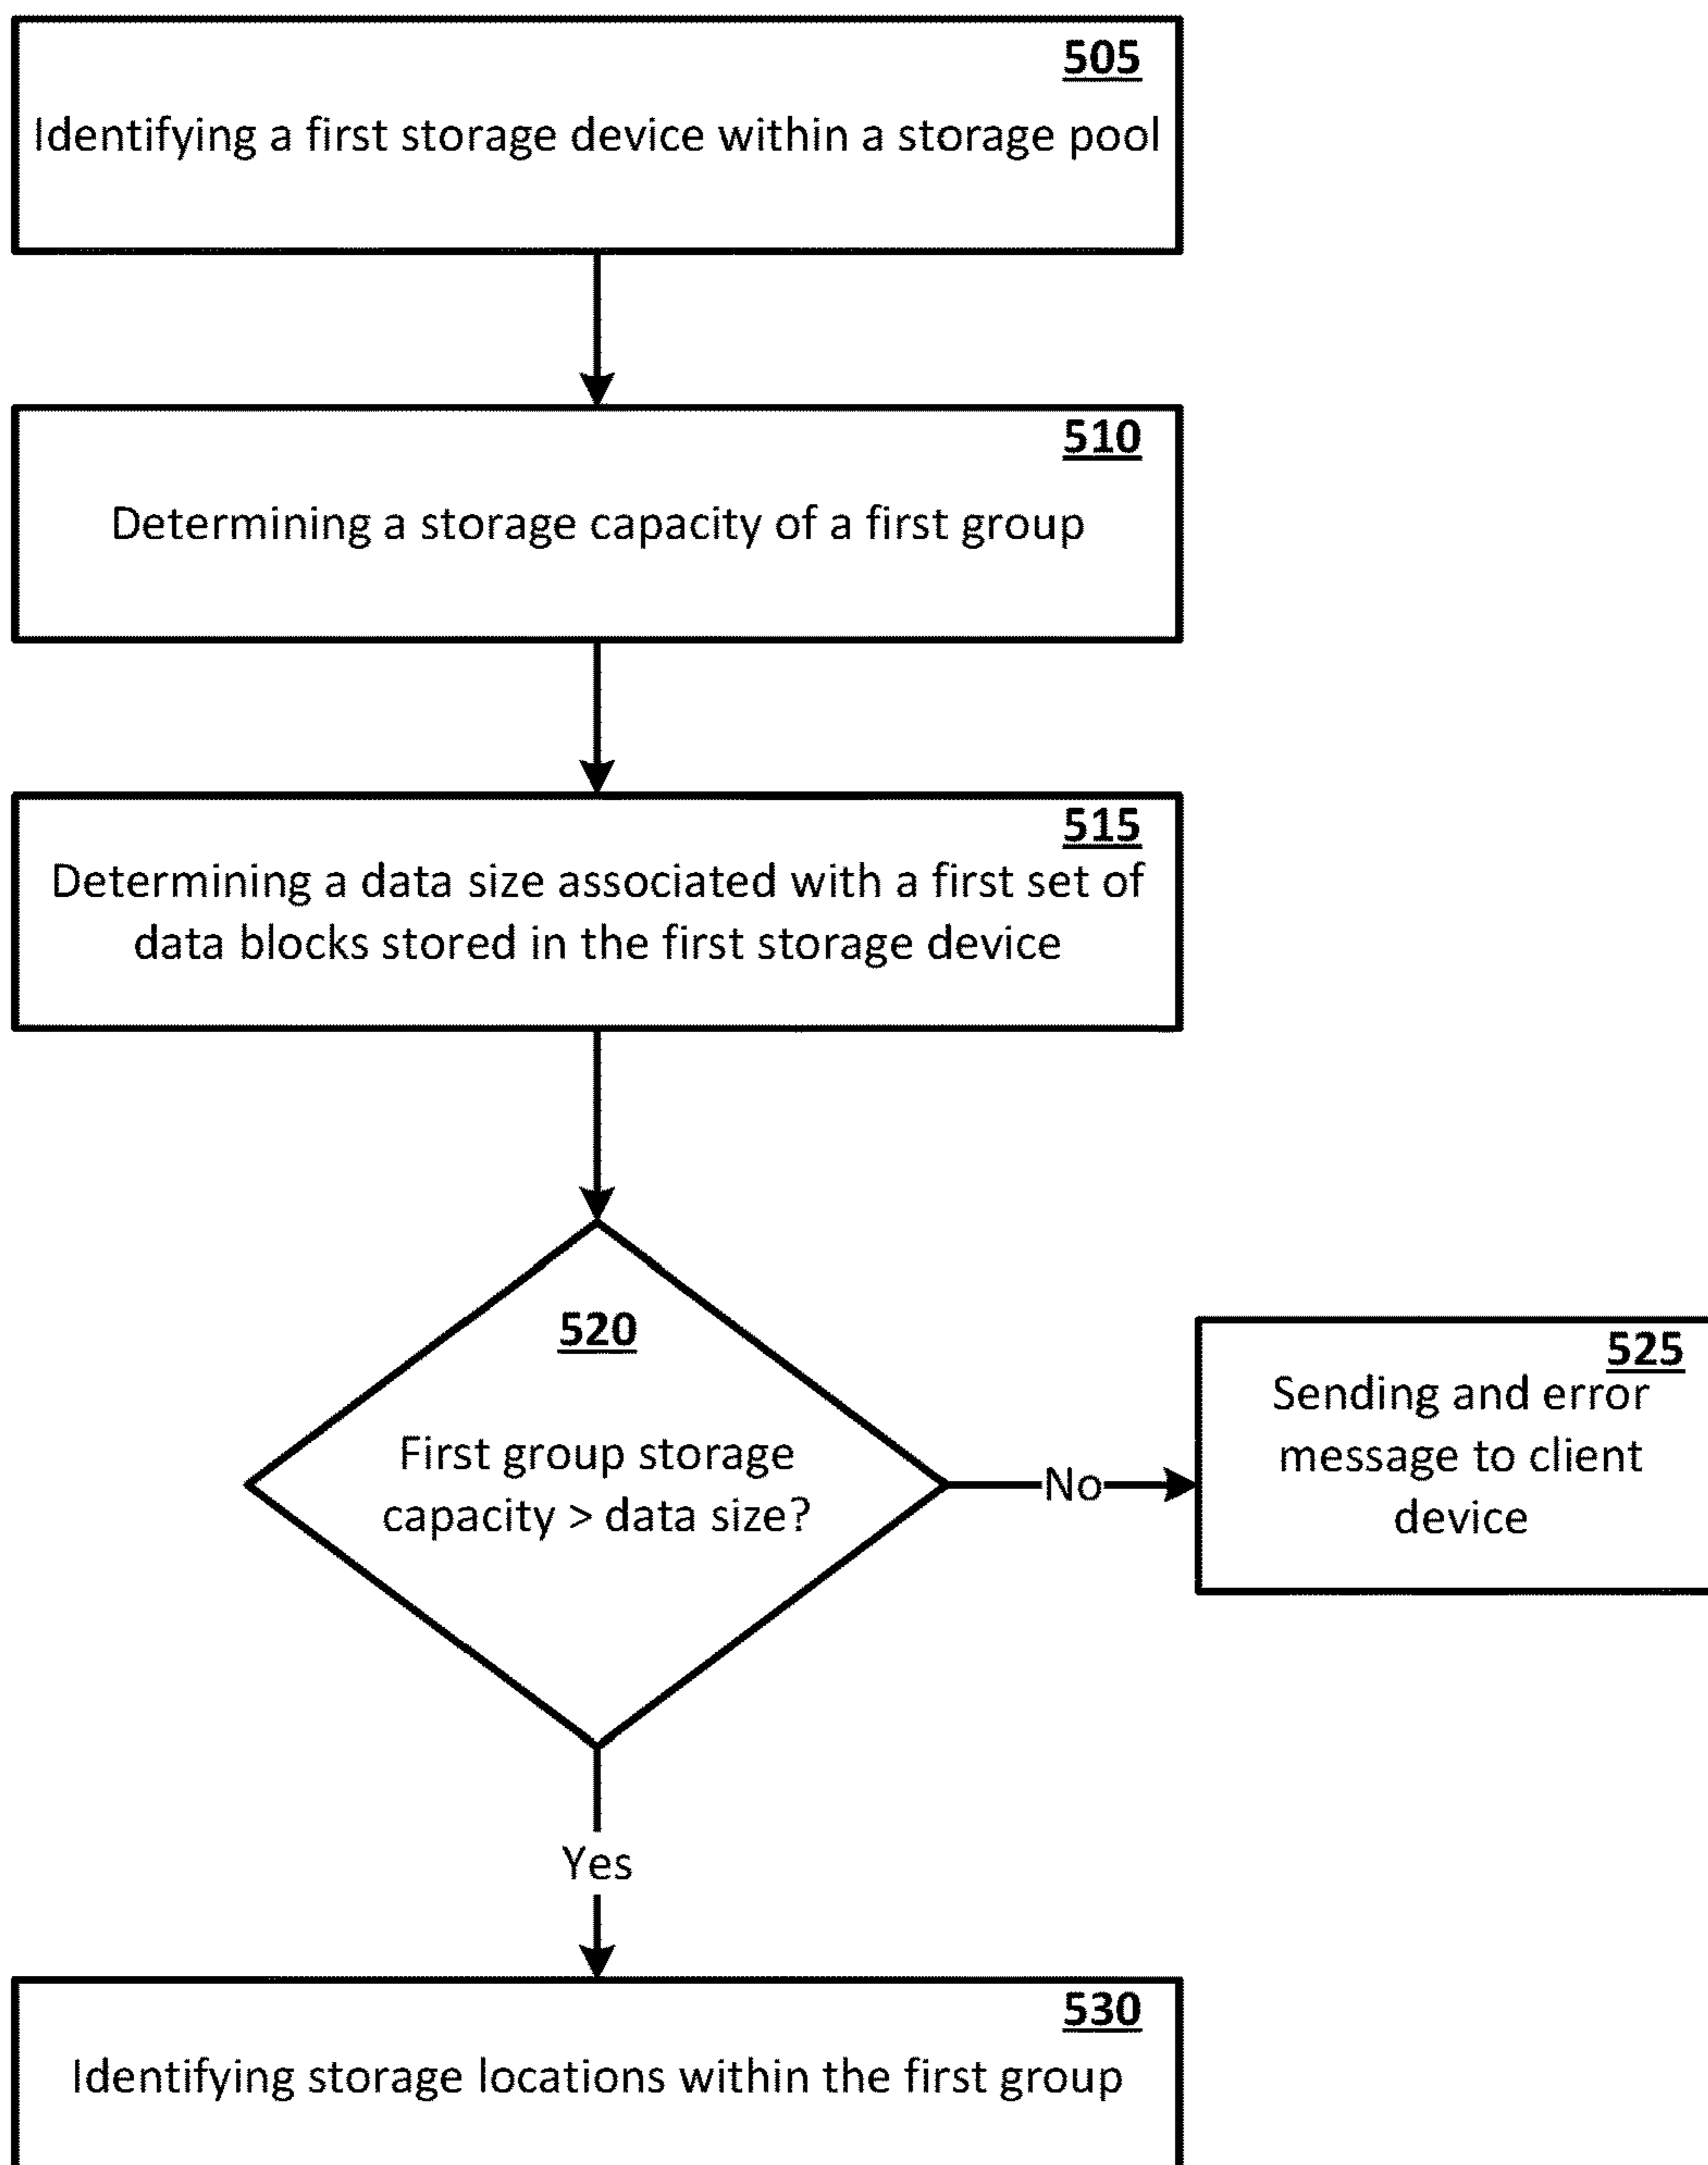 505
Identifying a first storage device within a storage pool
510
Determining a storage capacity of a first group
515
Determining a data size associated with a first set of
data blocks stored in the first storage device
520
First group storage
capacity > data size?
No
525
Sending and error
message to client
device
Yes
530
Identifying storage locations within the first group